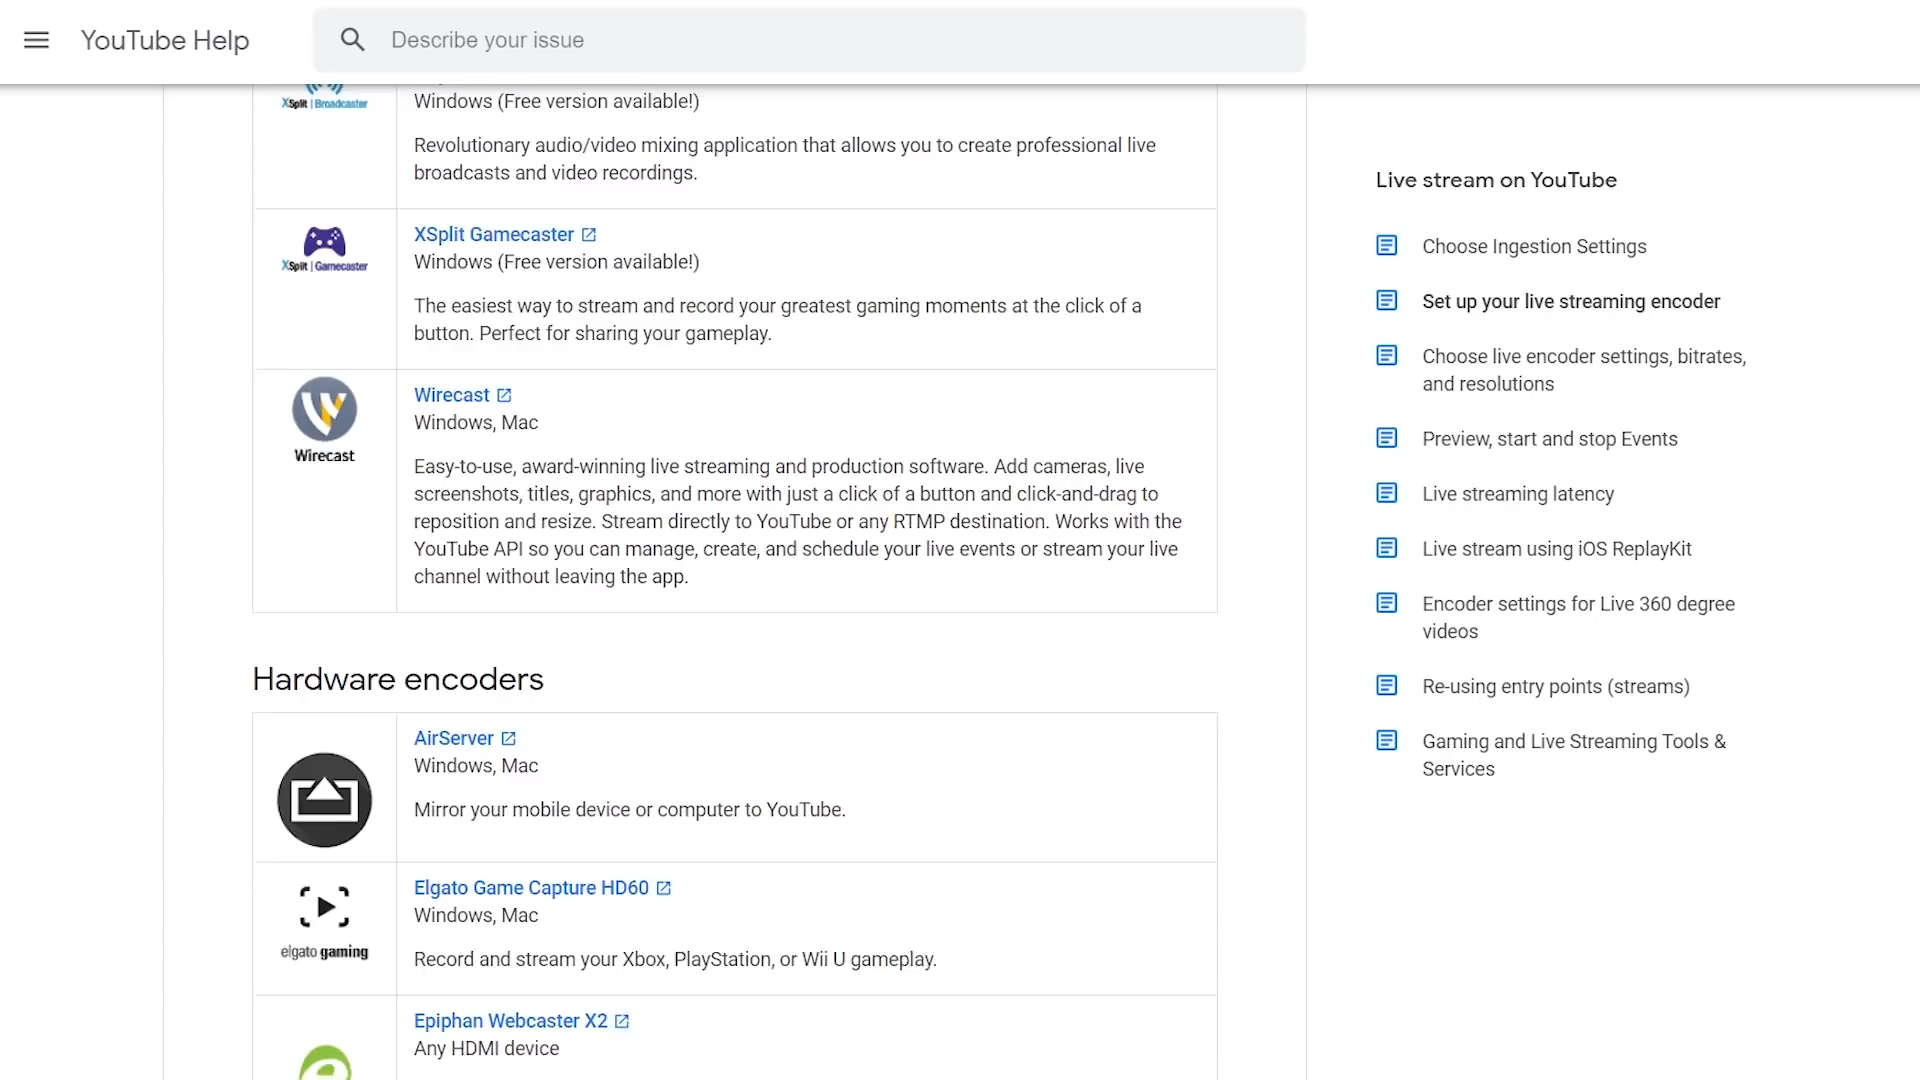 YouTube Help
Describe your issue
XSplit | Broadcaster
Windows (Free version available!)
Revolutionary audio/video mixing application that allows you to create professional live
broadcasts and video recordings.
XSplit | Gamecaster
XSplit Gamecaster
Windows (Free version available!)
The easiest way to stream and record your greatest gaming moments at the click of a
button. Perfect for sharing your gameplay.
Wirecast
Wirecast
Windows, Mac
Easy-to-use, award-winning live streaming and production software. Add cameras, live
screenshots, titles, graphics, and more with just a click of a button and click-and-drag to
reposition and resize. Stream directly to YouTube or any RTMP destination. Works with the
YouTube API so you can manage, create, and schedule your live events or stream your live
channel without leaving the app.
Hardware encoders
AirServer
Windows, Mac
Mirror your mobile device or computer to YouTube.
elgato gaming
Elgato Game Capture HD60
Windows, Mac
Record and stream your Xbox, PlayStation, or Wii U gameplay.
Epiphan Webcaster X2
Any HDMI device
Live stream on YouTube
Choose Ingestion Settings
Set up your live streaming encoder
Choose live encoder settings, bitrates,
and resolutions
Preview, start and stop Events
Live streaming latency
Live stream using iOS ReplayKit
Encoder settings for Live 360 degree
videos
Re-using entry points (streams)
Gaming and Live Streaming Tools &
Services